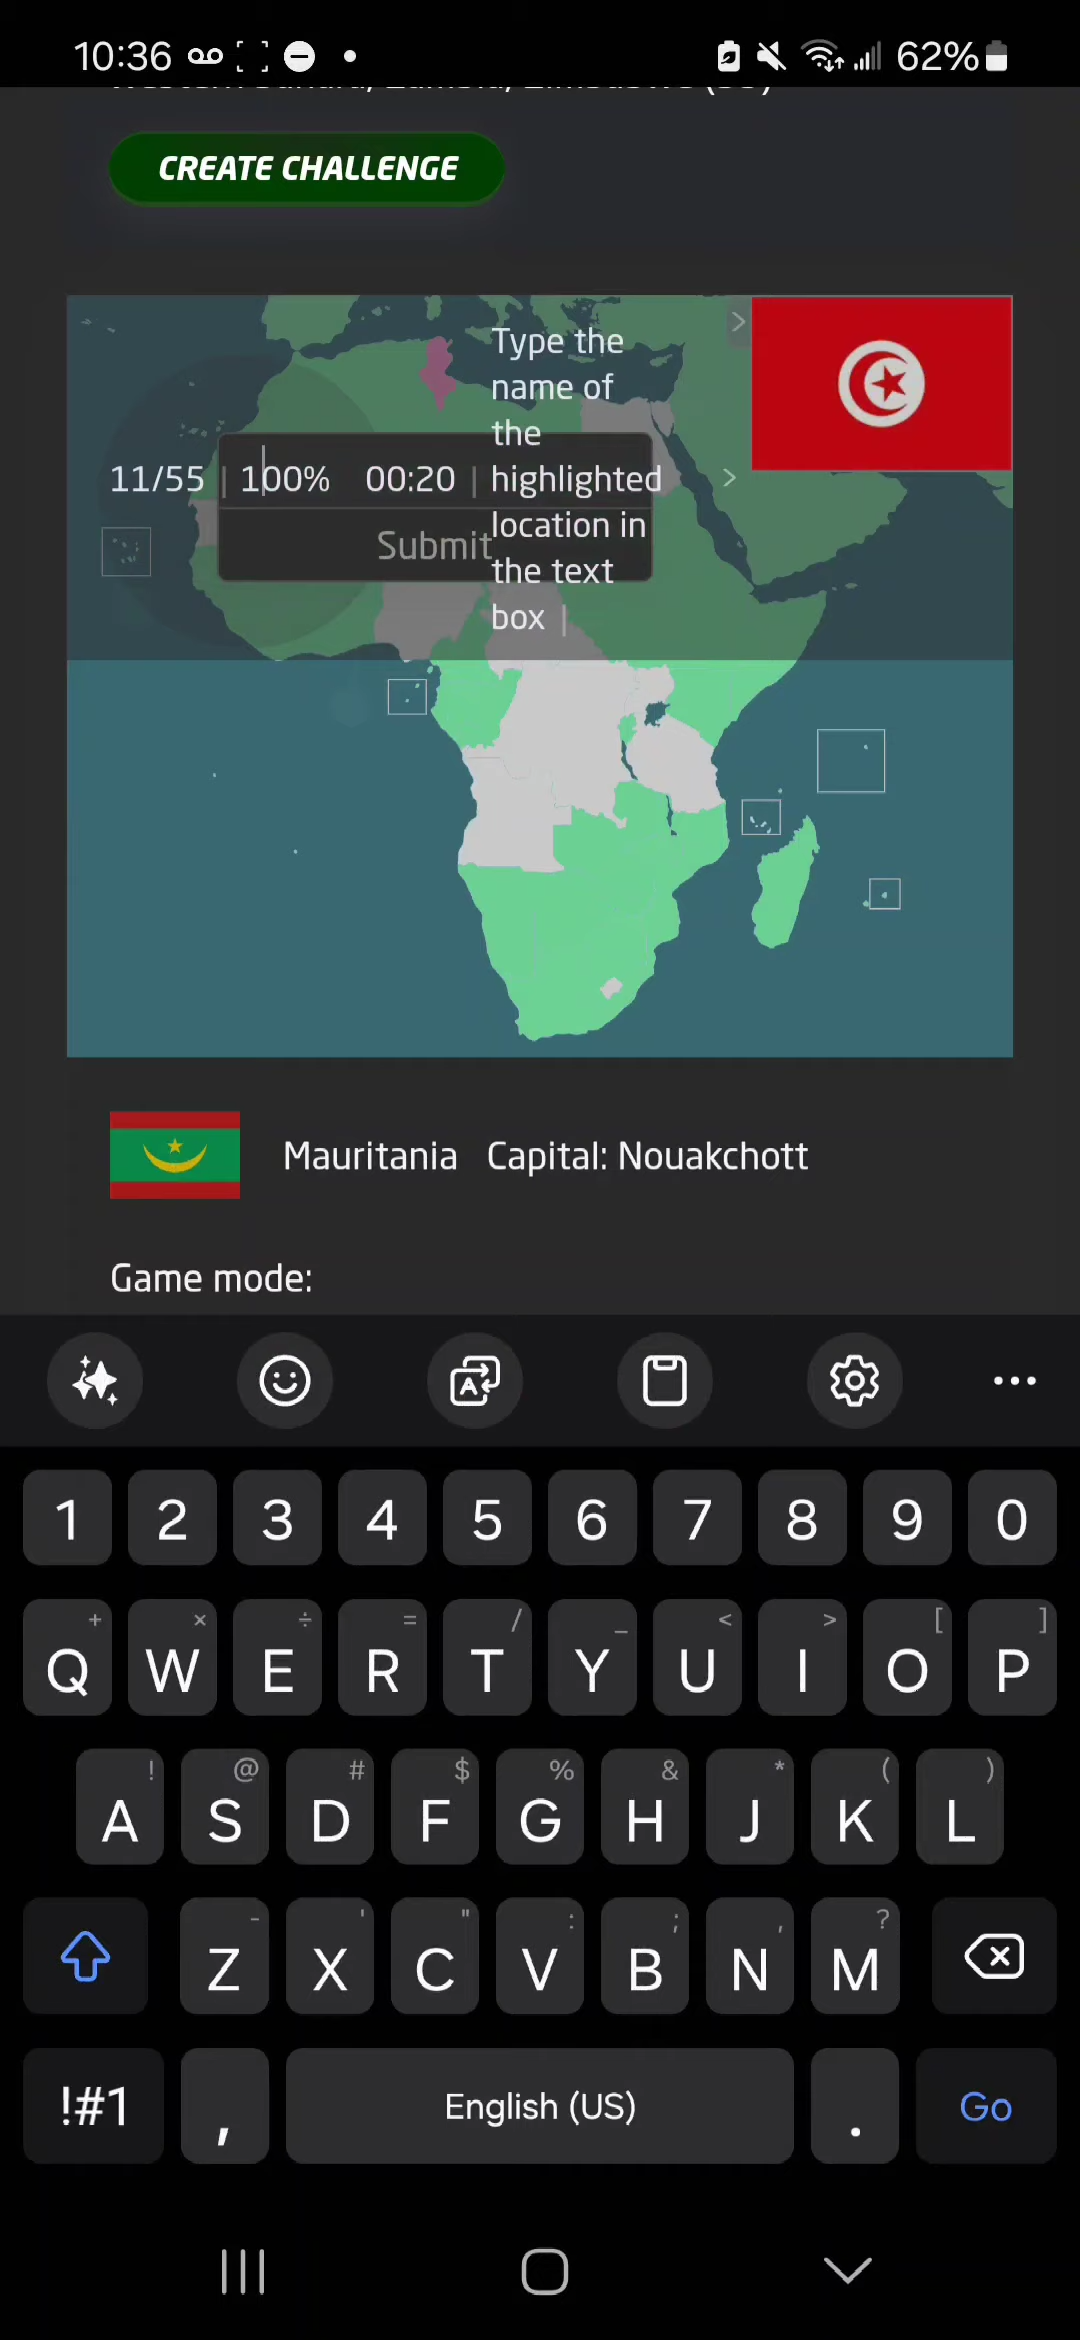 10:36
62%
CREATE CHALLENGE
11/55 | 100% 00:20 |
Type the
name of
the
highlighted
location in
the text
box |
Submit
Mauritania Capital: Nouakchott
Game mode:
1 2 3 4 5 6 7 8 9 0
+ × ÷ = / _ < > [ ]
Q W E R T Y U I O P
! @ # $ % & * ( )
A S D F G H J K L
- ' " : ; , ?
Z X C V B N M
!#1 , English (US) . Go